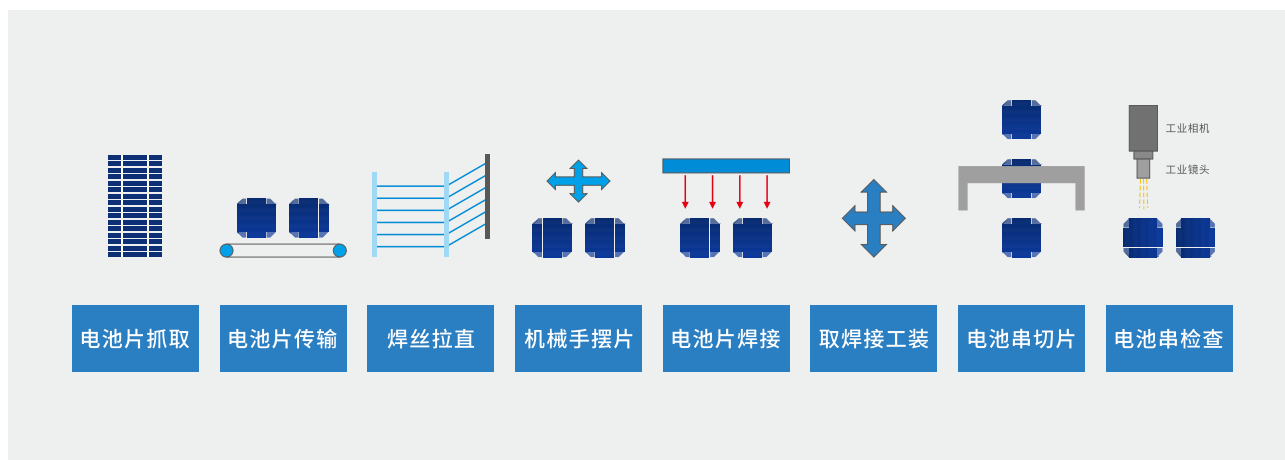 工业相机
工业镜头
电池片抓取
电池片传输
焊丝拉直
机械手摆片
电池片焊接
取焊接工装
电池串切片
电池串检查